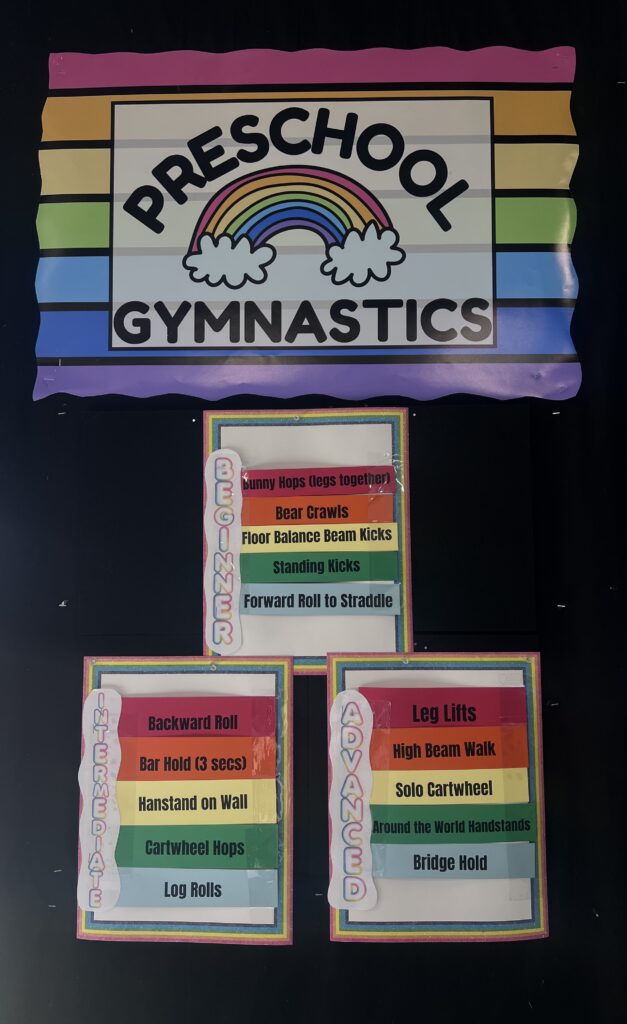 PRESCHOOL
GYMNASTICS
BEGINNER
Bunny Hops (legs together)
Bear Crawls
Floor Balance Beam Kicks
Standing Kicks
Forward Roll to Straddle
INTERMEDIATE
Backward Roll
Bar Hold (3 secs)
Hanstand on Wall
Cartwheel Hops
Log Rolls
ADVANCED
Leg Lifts
High Beam Walk
Solo Cartwheel
Around the World Handstands
Bridge Hold